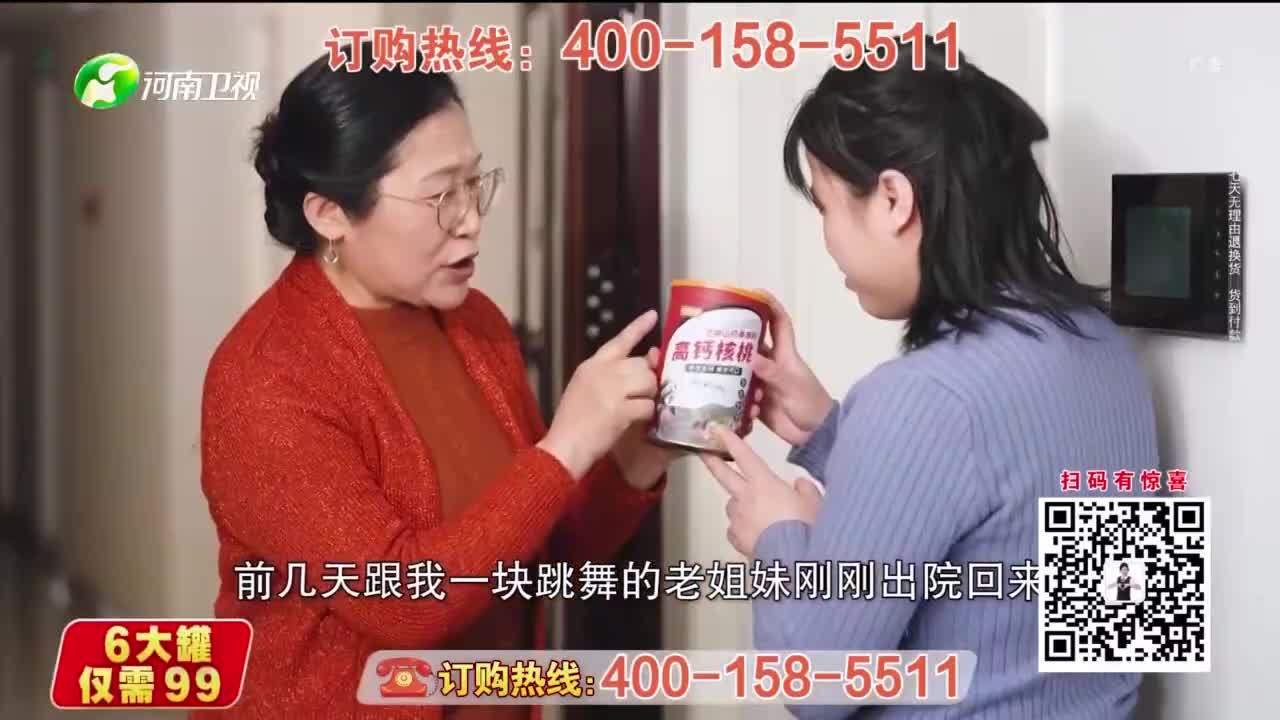 订购热线：400-158-5511
河南卫视
广告
七天无理由退换货 货到付款
高钙核桃
扫码有惊喜
前几天跟我一块跳舞的老姐妹刚刚出院回来
6大罐
仅需99
订购热线:400-158-5511